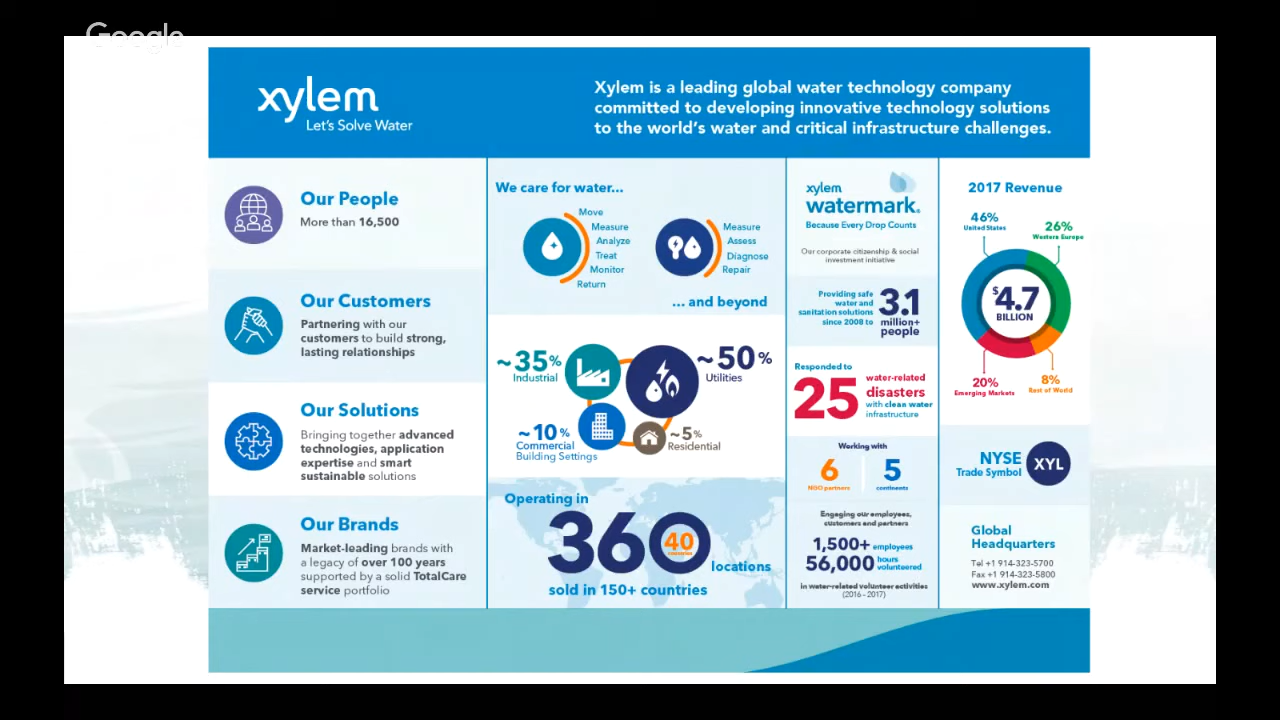 Google
xylem
Let's Solve Water
Xylem is a leading global water technology company
committed to developing innovative technology solutions
to the world's water and critical infrastructure challenges.
Our People
More than 16,500
Our Customers
Partnering with our
customers to build strong,
lasting relationships
Our Solutions
Bringing together advanced
technologies, application
expertise and smart
sustainable solutions
Our Brands
Market-leading brands with
a legacy of over 100 years
supported by a solid TotalCare
service portfolio
We care for water...
Move
Measure
Analyze
Treat
Monitor
Return
Measure
Assess
Diagnose
Repair
... and beyond
~35%
Industrial
~50%
Utilities
~10%
Commercial
Building Settings
~5%
Residential
Operating in
360
40
countries
locations
sold in 150+ countries
xylem
watermark®
Because Every Drop Counts
Our corporate citizenship & social
investment initiative
Providing safe
water and
sanitation solutions
since 2008 to
3.1
million+
people
Responded to
25
water-related
disasters
with clean water
infrastructure
Working with
6
NGO partners
5
continents
Engaging our employees,
customers and partners
1,500+ employees
56,000 hours
volunteered
in water-related volunteer activities
(2016 - 2017)
2017 Revenue
46%
United States
26%
Western Europe
$4.7
BILLION
20%
Emerging Markets
8%
Rest of World
NYSE
Trade Symbol
XYL
Global
Headquarters
Tel +1 914-323-5700
Fax +1 914-323-5800
www.xylem.com